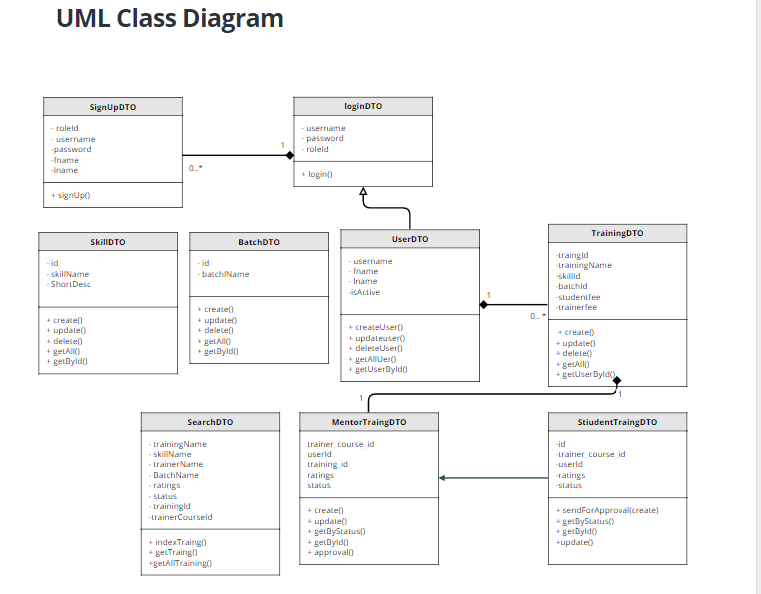 UML Class Diagram
SignUpDTO
- roleId
- username
-password
-fname
-lname
+ signUp()
1
0..*
loginDTO
- username
- password
- roleId
+ login()
SkillDTO
- id
- skillName
- ShortDesc
+ create()
+ update()
+ delete()
+ getAll()
+ getById()
BatchDTO
- id
- batchlName
+ create()
+ update()
+ delete()
+ getAll()
+ getById()
UserDTO
- username
- fname
- lname
-isActive
+ createUser()
+ updateuser()
+ deleteUser()
+ getAllUer()
+ getUserById()
1
0.. *
TrainingDTO
-traingId
-trainingName
-skillId
-batchId
-studentfee
-trainerfee
+ create()
+ update()
+ delete()
+ getAll()
+ getUserById()
1
1
SearchDTO
- trainingName
- skillName
- trainerName
- BatchName
- ratings
- status
- trainingId
-trainerCourseId
+ indexTraing()
+ getTraing()
+getAllTraining()
MentorTraingDTO
trainer_course_id
userId
training_id
ratings
status
+ create()
+ update()
+ getByStatus()
+ getById()
+ approval()
StiudentTraingDTO
-id
-trainer_course_id
-userId
-ratings
-status
+ sendForApproval(create)
+ getByStatus()
+ getById()
+update()